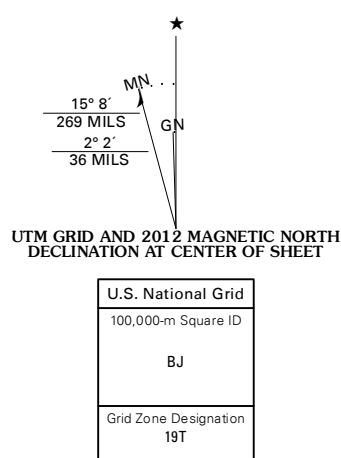 ★
MN
GN
15° 8´
269 MILS
2° 2´
36 MILS
UTM GRID AND 2012 MAGNETIC NORTH
DECLINATION AT CENTER OF SHEET
U.S. National Grid
100,000-m Square ID
BJ
Grid Zone Designation
19T